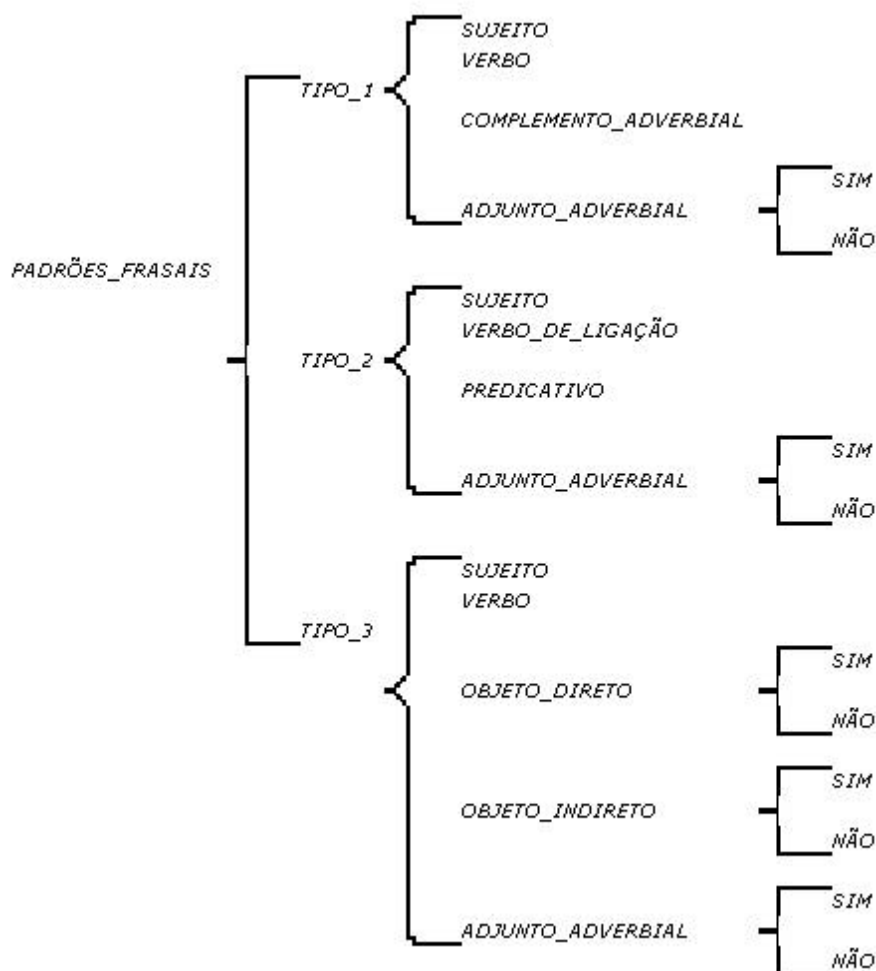 SUJEITO
VERBO
TIPO_1
COMPLEMENTO_ADVERBIAL
SIM
ADJUNTO_ADVERBIAL
NÃO
PADRÕES_FRASAIS
SUJEITO
VERBO_DE_LIGAÇÃO
TIPO_2
PREDICATIVO
SIM
ADJUNTO_ADVERBIAL
NÃO
SUJEITO
VERBO
TIPO_3
SIM
OBJETO_DIRETO
NÃO
SIM
OBJETO_INDIRETO
NÃO
SIM
ADJUNTO_ADVERBIAL
NÃO